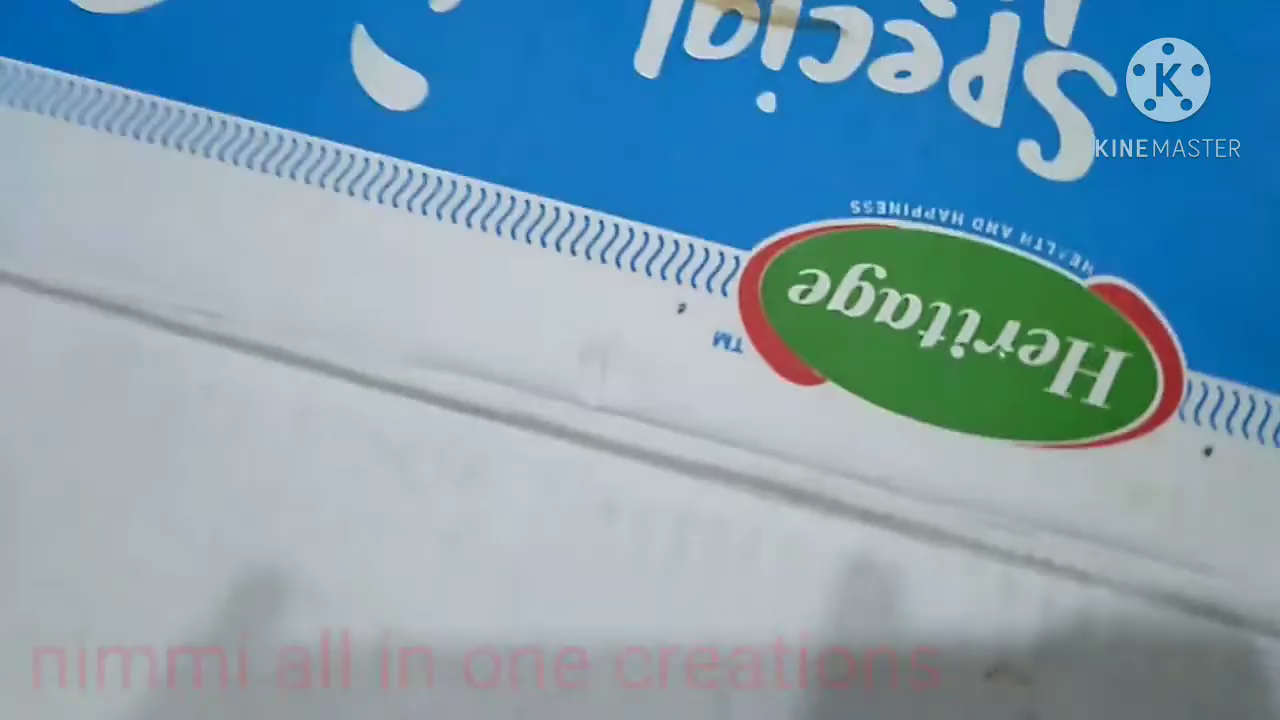 Special
K
KINEMASTER
HEALTH AND HAPPINESS
Heritage
TM
nimmi all in one creations